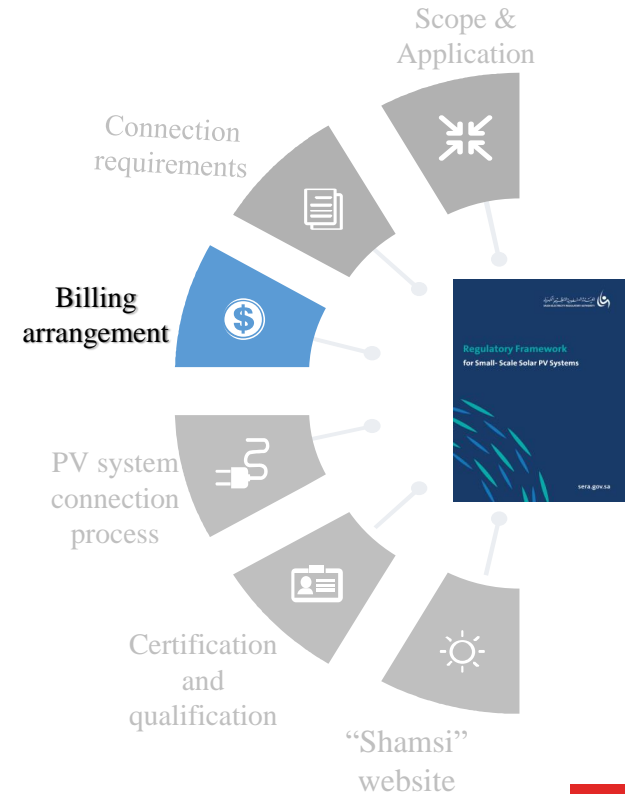 Scope &
Application
Connection
requirements
Billing
arrangement
$
PV system
connection
process
Certification
and
qualification
“Shamsi”
website
Regulatory Framework
for Small- Scale Solar PV Systems
sera.gov.sa